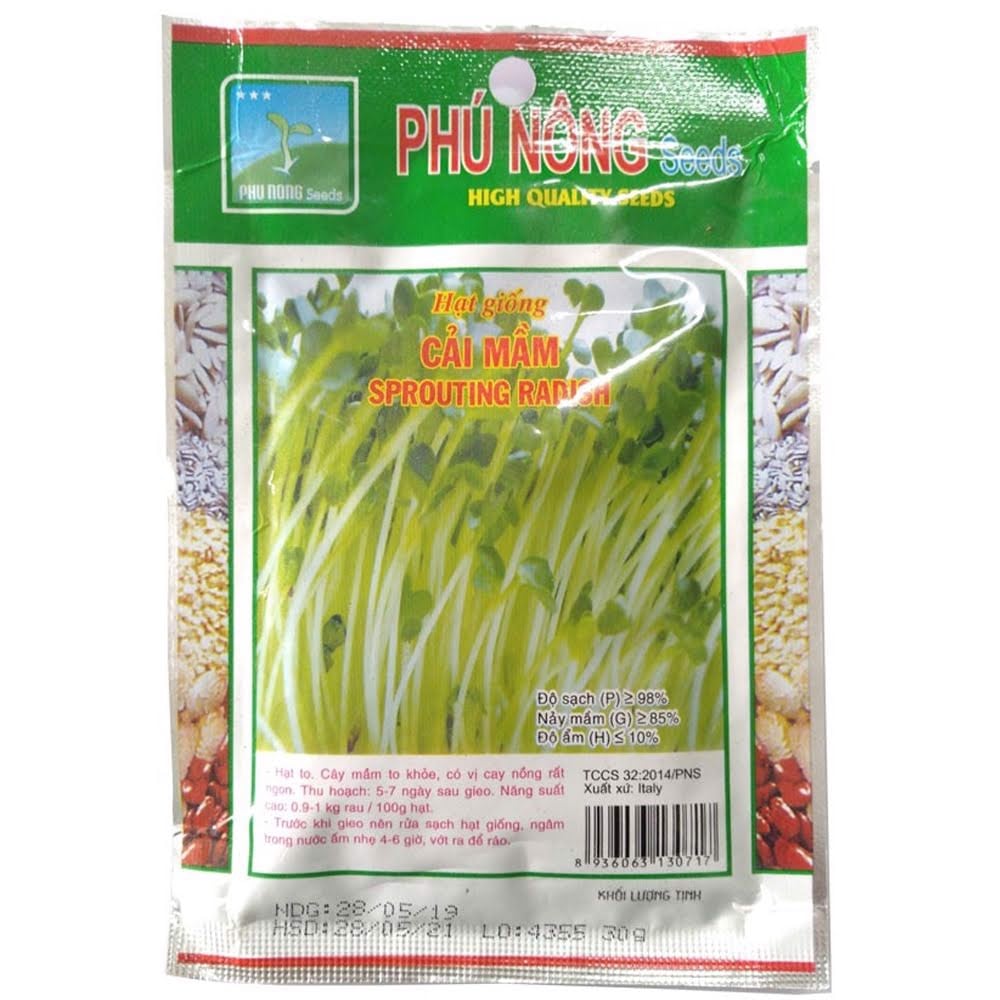 PHU NONG Seeds
PHÚ NÔNG Seeds
HIGH QUALITY SEEDS
Hạt giống
CẢI MẦM
SPROUTING RADISH
Độ sạch (P) ≥ 98%
Nảy mầm (G) ≥ 85%
Độ ẩm (H) ≤ 10%
- Hạt to. Cây mầm to khỏe, có vị cay nồng rất
ngon. Thu hoạch: 5-7 ngày sau gieo. Năng suất
cao: 0.9-1 kg rau / 100g hạt.
- Trước khi gieo nên rửa sạch hạt giống, ngâm
trong nước ấm nhẹ 4-6 giờ, vớt ra để ráo.
TCCS 32:2014/PNS
Xuất xứ: Italy
8 936063 130717
KHỐI LƯỢNG TỊNH
NDG:28/05/19
HSD:28/05/21 LO:4355 30g